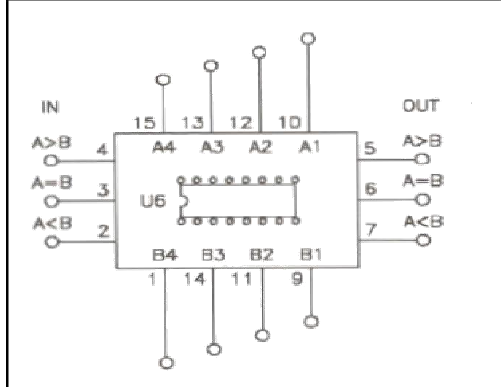 IN OUT
15 13 12 10
A>B 4 A4 A3 A2 A1 5 A>B
A=B 3 U6 6 A=B
A<B 2 7 A<B
B4 B3 B2 B1
1 14 11 9